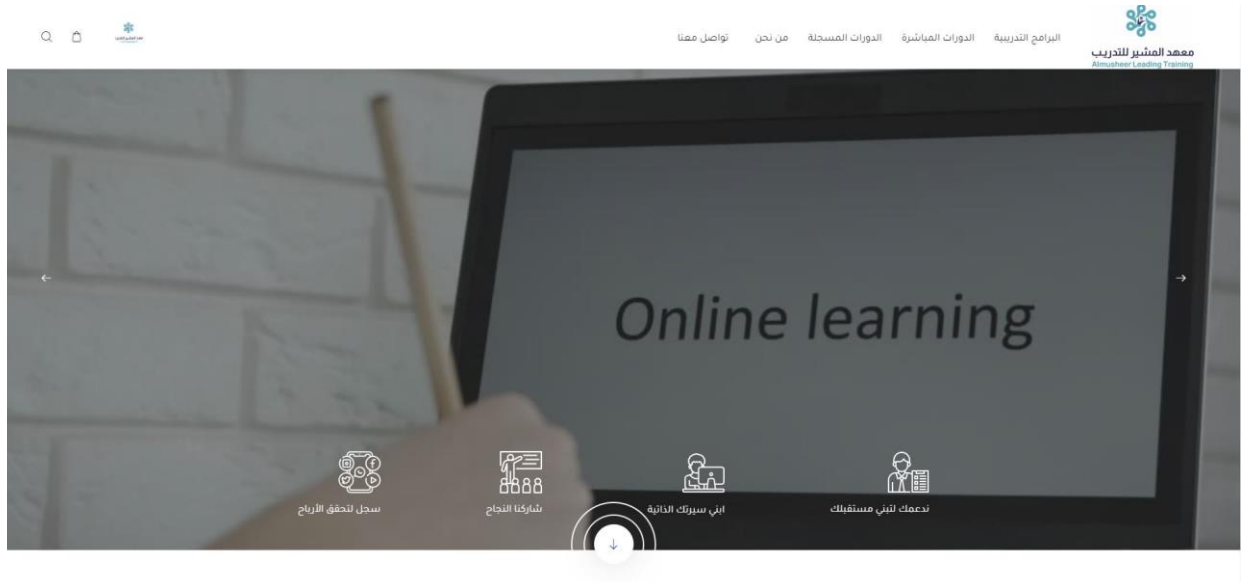 معهد المشير للتدريب
Almusheer Leading Training
البرامج التدريبية
الدورات المباشرة
الدورات المسجلة
من نحن
تواصل معنا
Online learning
ندعمك لتبني مستقبلك
ابني سيرتك الذاتية
شاركنا النجاح
سجل لتحقق الأرباح